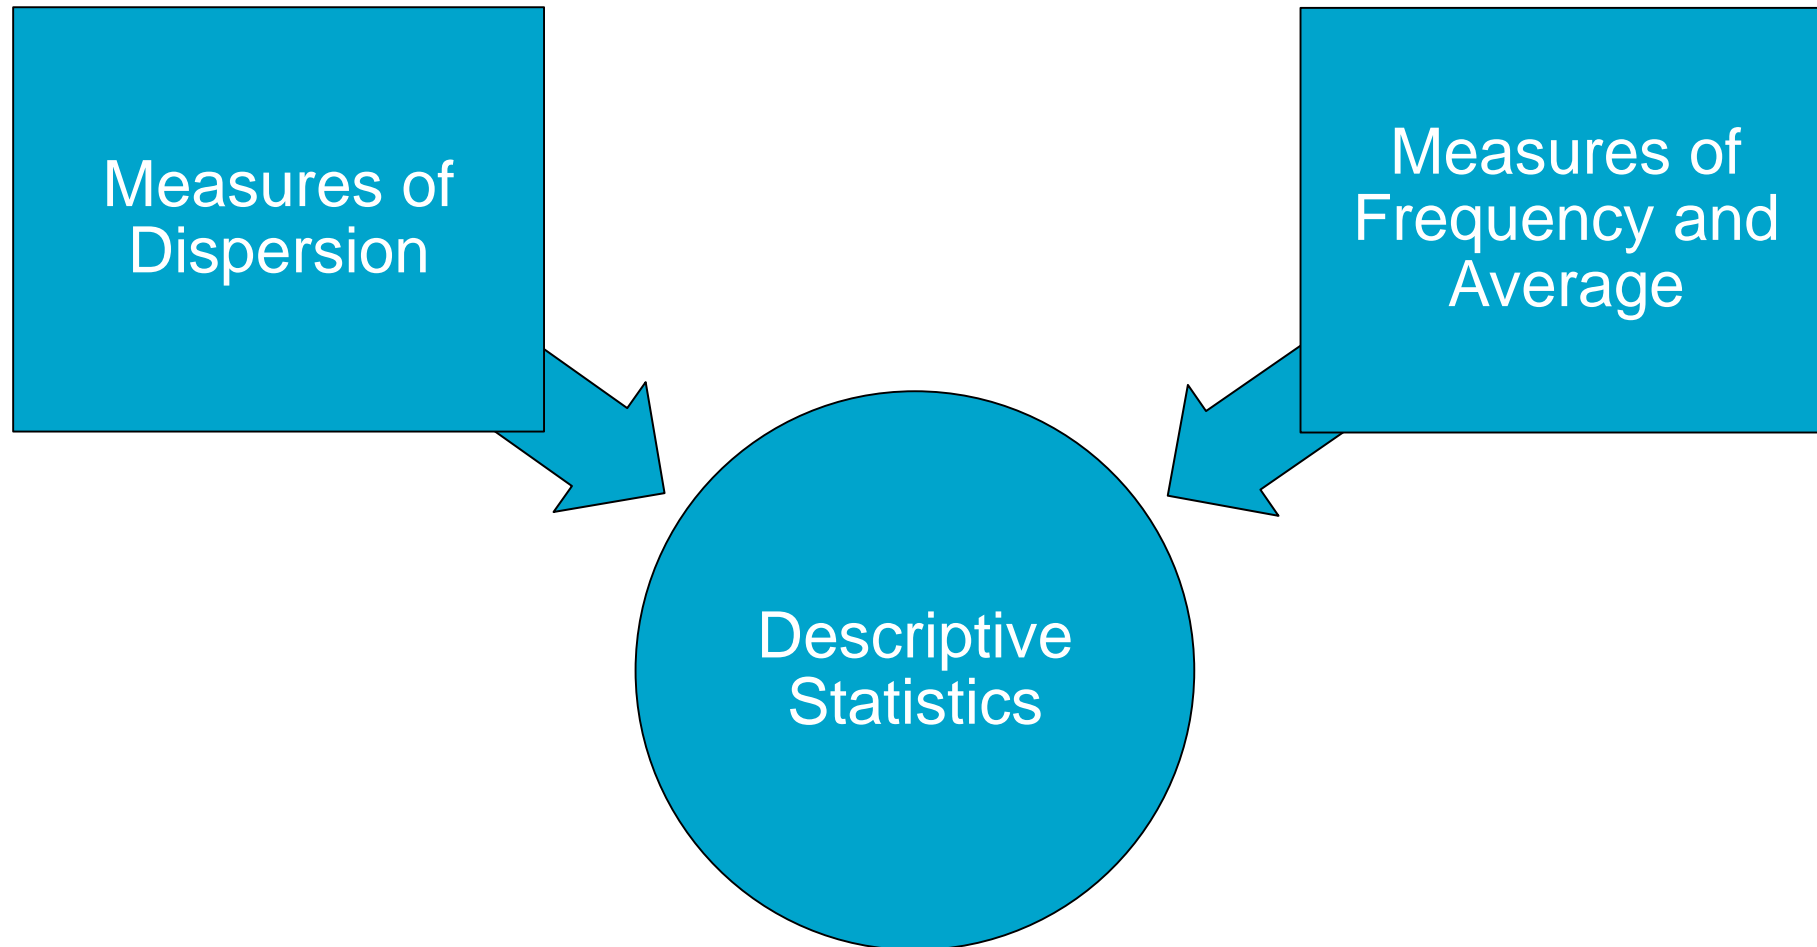 Measures of
Dispersion
Measures of
Frequency and
Average
Descriptive
Statistics